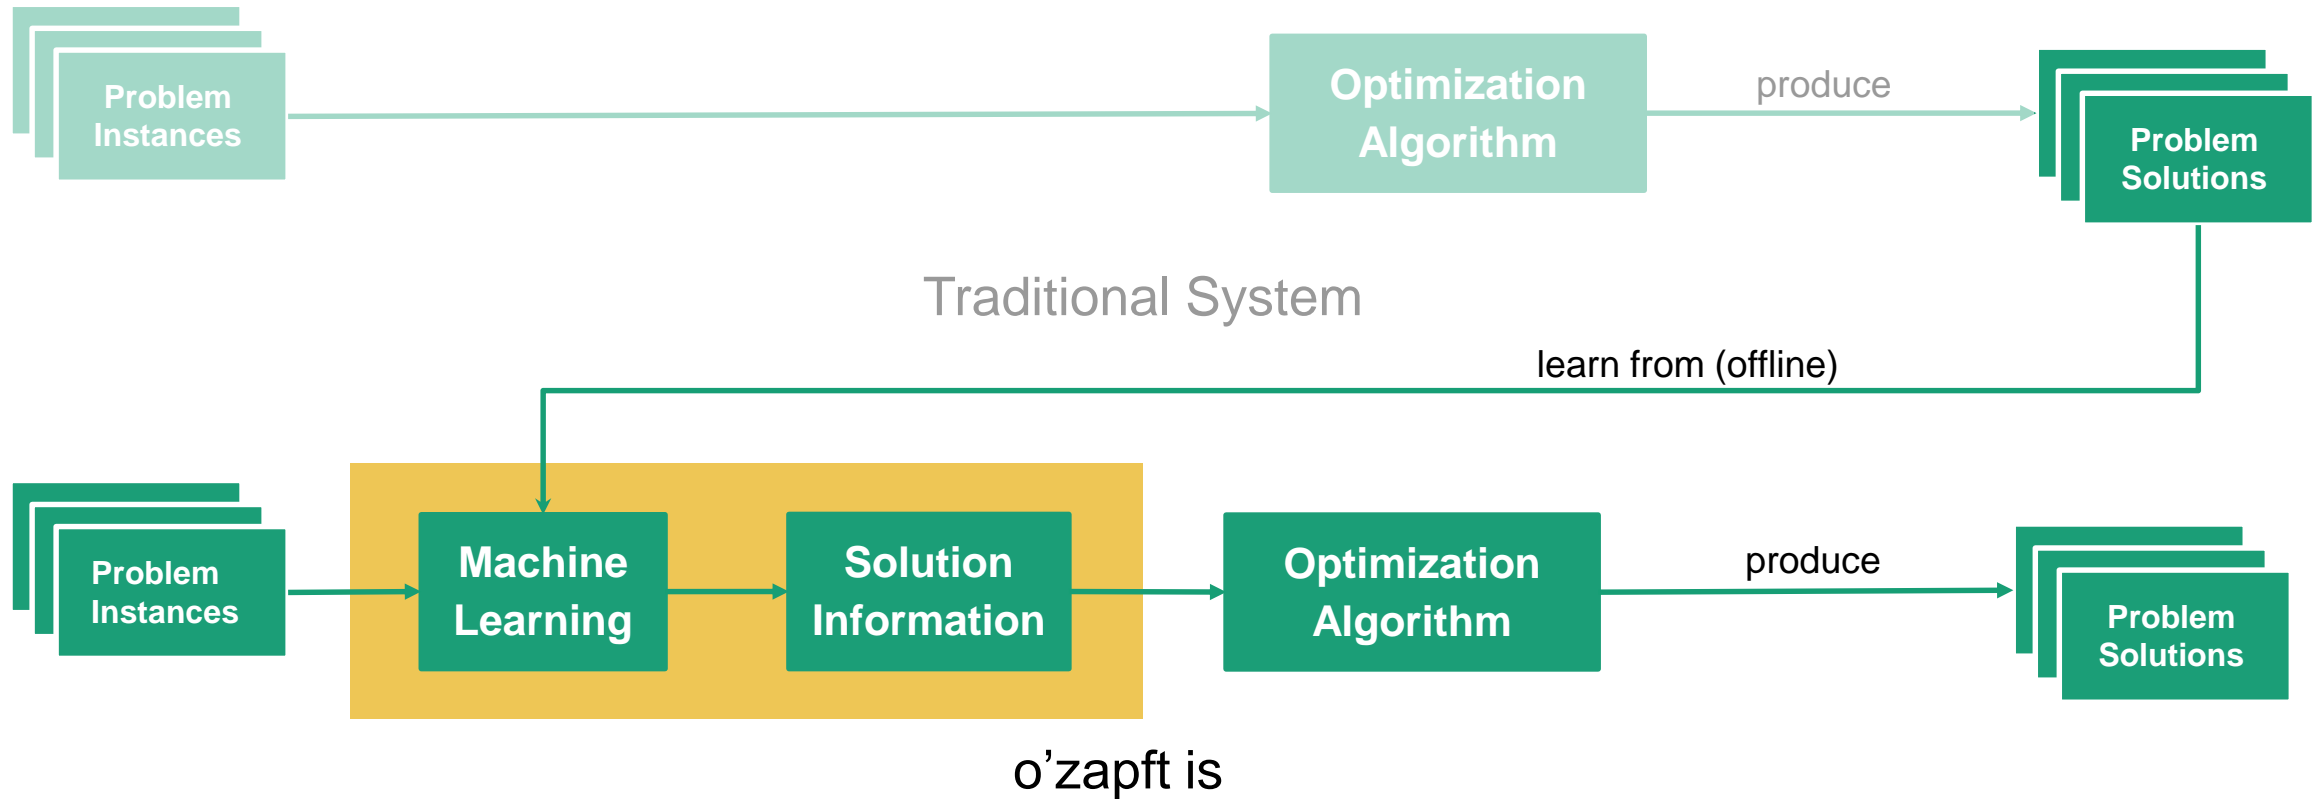 Problem
Instances
Optimization
Algorithm
produce
Problem
Solutions
Traditional System
learn from (offline)
Problem
Instances
Machine
Learning
Solution
Information
Optimization
Algorithm
produce
Problem
Solutions
o’zapft is